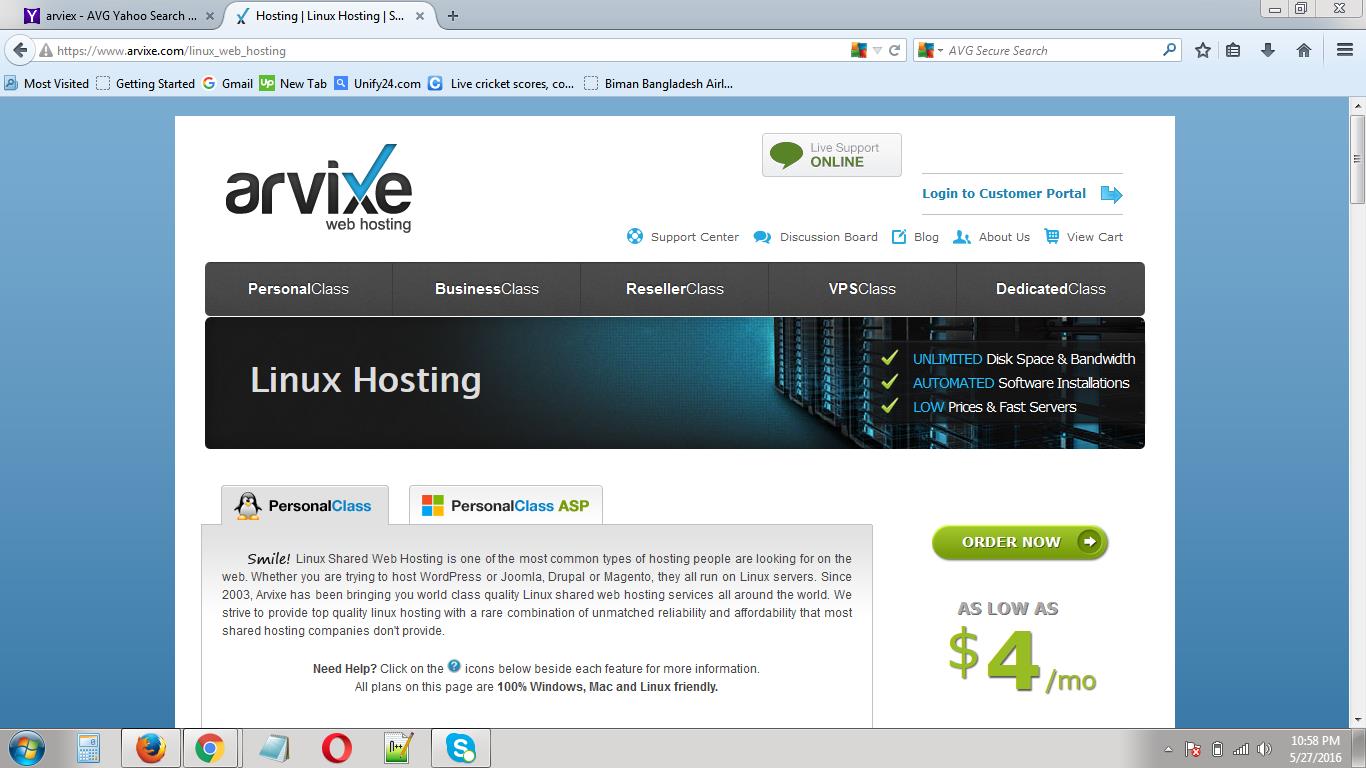 arviex - AVG Yahoo Search ...
Hosting | Linux Hosting | S...
https://www.arvixe.com/linux_web_hosting
AVG Secure Search
Most Visited
Getting Started
Gmail
Up
New Tab
Unify24.com
Live cricket scores, co...
Biman Bangladesh Airl...
arvixe
web hosting
Live Support
ONLINE
Login to Customer Portal
Support Center
Discussion Board
Blog
About Us
View Cart
PersonalClass
BusinessClass
ResellerClass
VPSClass
DedicatedClass
Linux Hosting
UNLIMITED Disk Space & Bandwidth
AUTOMATED Software Installations
LOW Prices & Fast Servers
PersonalClass
PersonalClass ASP
Smile! Linux Shared Web Hosting is one of the most common types of hosting people are looking for on the
web. Whether you are trying to host WordPress or Joomla, Drupal or Magento, they all run on Linux servers. Since
2003, Arvixe has been bringing you world class quality Linux shared web hosting services all around the world. We
strive to provide top quality linux hosting with a rare combination of unmatched reliability and affordability that most
shared hosting companies don't provide.
Need Help? Click on the ? icons below beside each feature for more information.
All plans on this page are 100% Windows, Mac and Linux friendly.
ORDER NOW
AS LOW AS
$4/mo
10:58 PM
5/27/2016